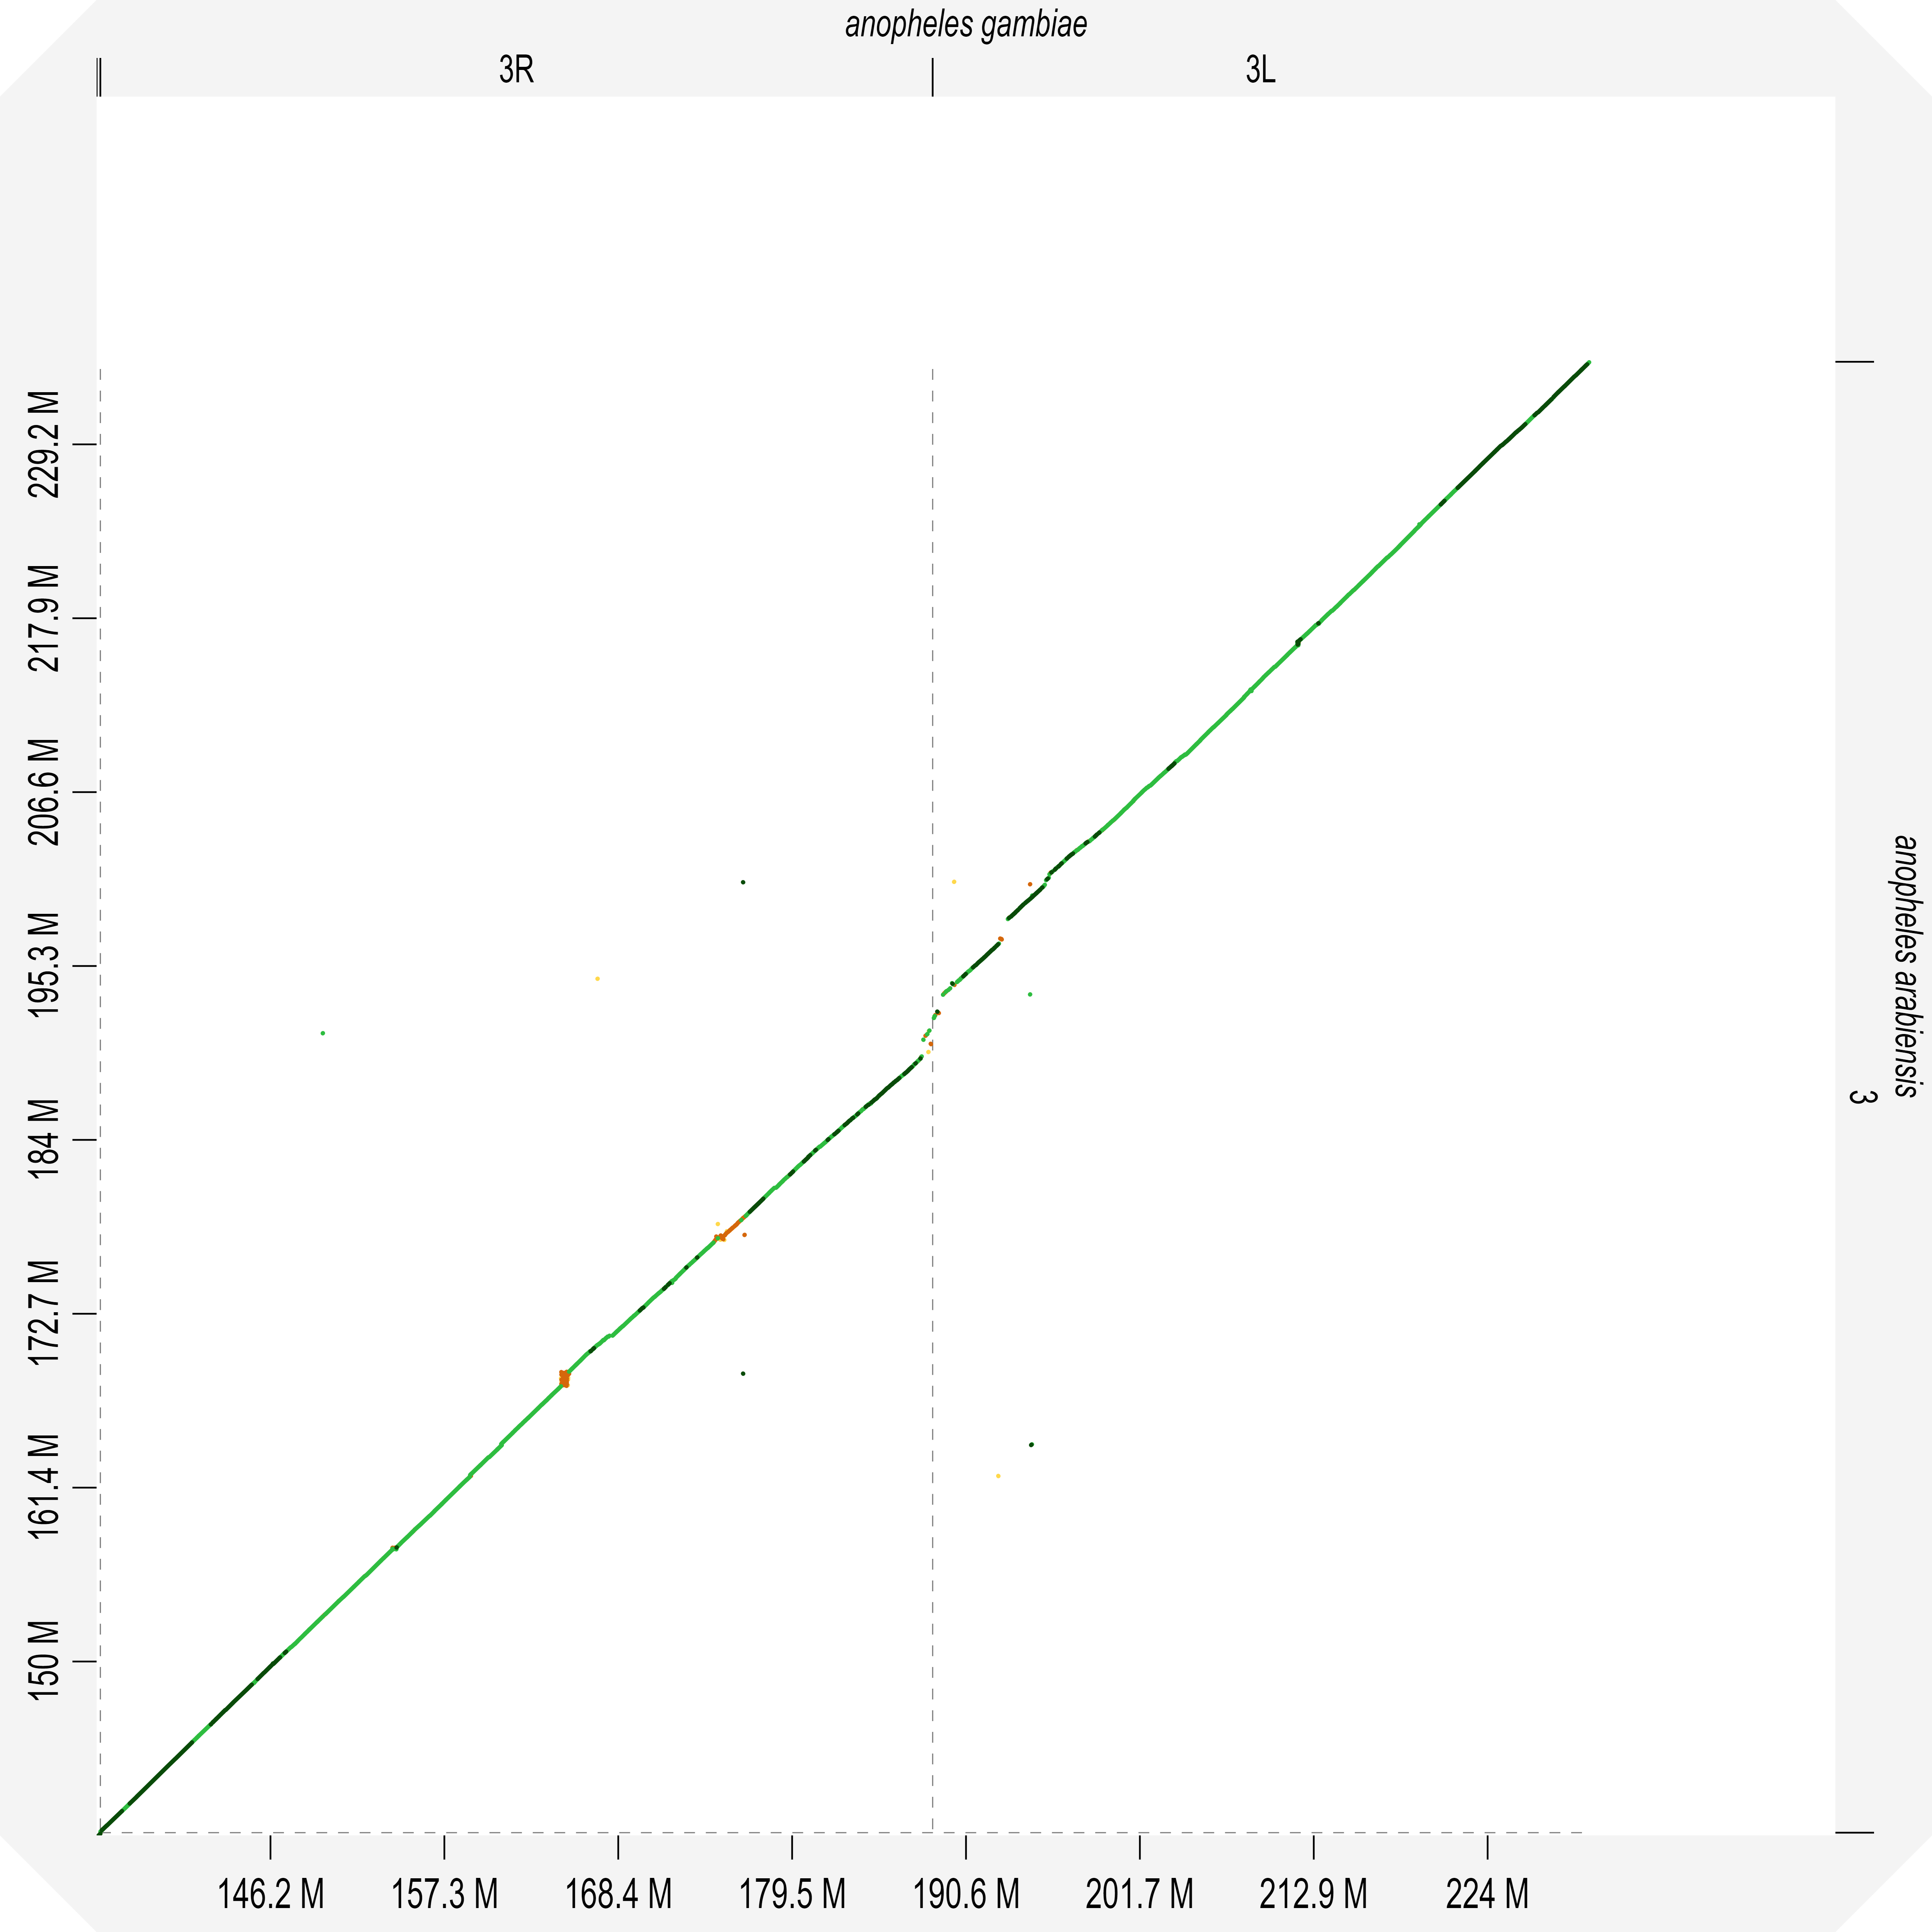 anopheles gambiae
3R
3L
229.2 M
217.9 M
206.6 M
195.3 M
184 M
172.7 M
161.4 M
150 M
anopheles arabiensis
3
146.2 M
157.3 M
168.4 M
179.5 M
190.6 M
201.7 M
212.9 M
224 M